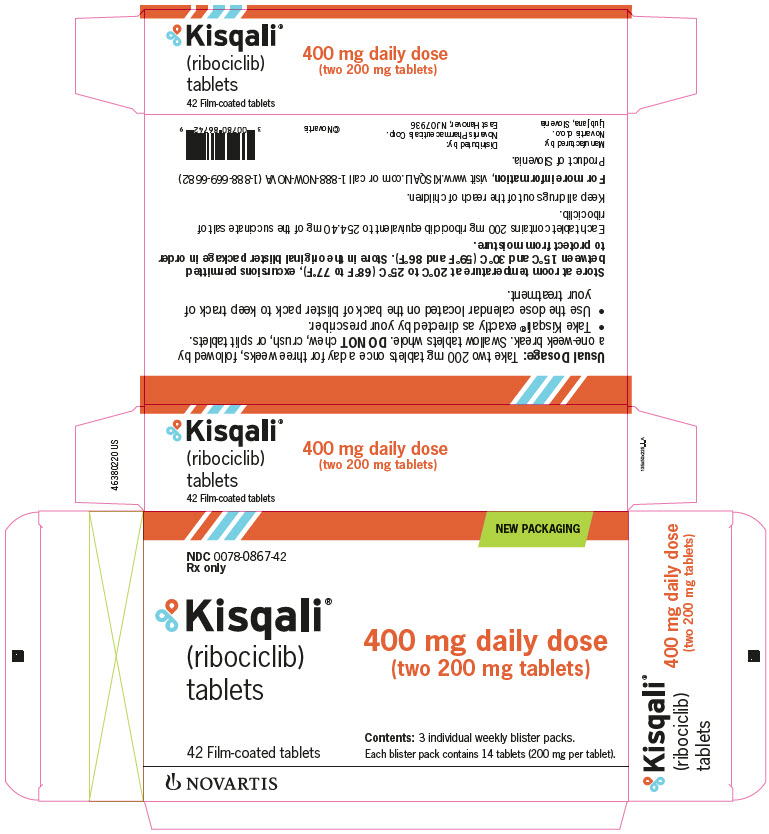 Kisqali®
(ribociclib)
tablets
42 Film-coated tablets
400 mg daily dose
(two 200 mg tablets)
Usual Dosage: Take two 200 mg tablets once a day for three weeks, followed by
a one-week break. Swallow tablets whole. DO NOT chew, crush, or split tablets.
• Take Kisqali® exactly as directed by your prescriber.
• Use the dose calendar located on the back of blister pack to keep track of
your treatment.
Store at room temperature at 20°C to 25°C (68°F to 77°F), excursions permitted
between 15°C and 30°C (59°F and 86°F). Store in the original blister package in order
to protect from moisture.
Each tablet contains 200 mg ribociclib equivalent to 254.40 mg of the succinate salt of
ribociclib.
Keep all drugs out of the reach of children.
For more information, visit www.KISQALI.com or call 1-888-NOW-NOVA (1-888-669-6682)
Product of Slovenia.
Manufactured by:
Novartis d.o.o.
Ljubljana, Slovenia
Distributed by:
Novartis Pharmaceuticals Corp.
East Hanover, NJ 07936
©Novartis
3 00780 86742 9
46380220 US
Kisqali®
(ribociclib)
tablets
42 Film-coated tablets
400 mg daily dose
(two 200 mg tablets)
NEW PACKAGING
NDC 0078-0867-42
Rx only
Kisqali®
(ribociclib)
tablets
400 mg daily dose
(two 200 mg tablets)
Contents: 3 individual weekly blister packs.
Each blister pack contains 14 tablets (200 mg per tablet).
42 Film-coated tablets
NOVARTIS
Kisqali®
(ribociclib)
tablets
400 mg daily dose
(two 200 mg tablets)